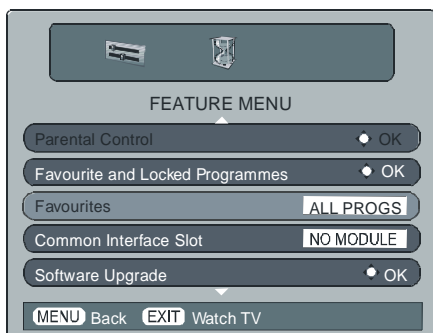 FEATURE MENU
Parental Control OK
Favourite and Locked Programmes OK
Favourites ALL PROGS
Common Interface Slot NO MODULE
Software Upgrade OK
MENU Back EXIT Watch TV